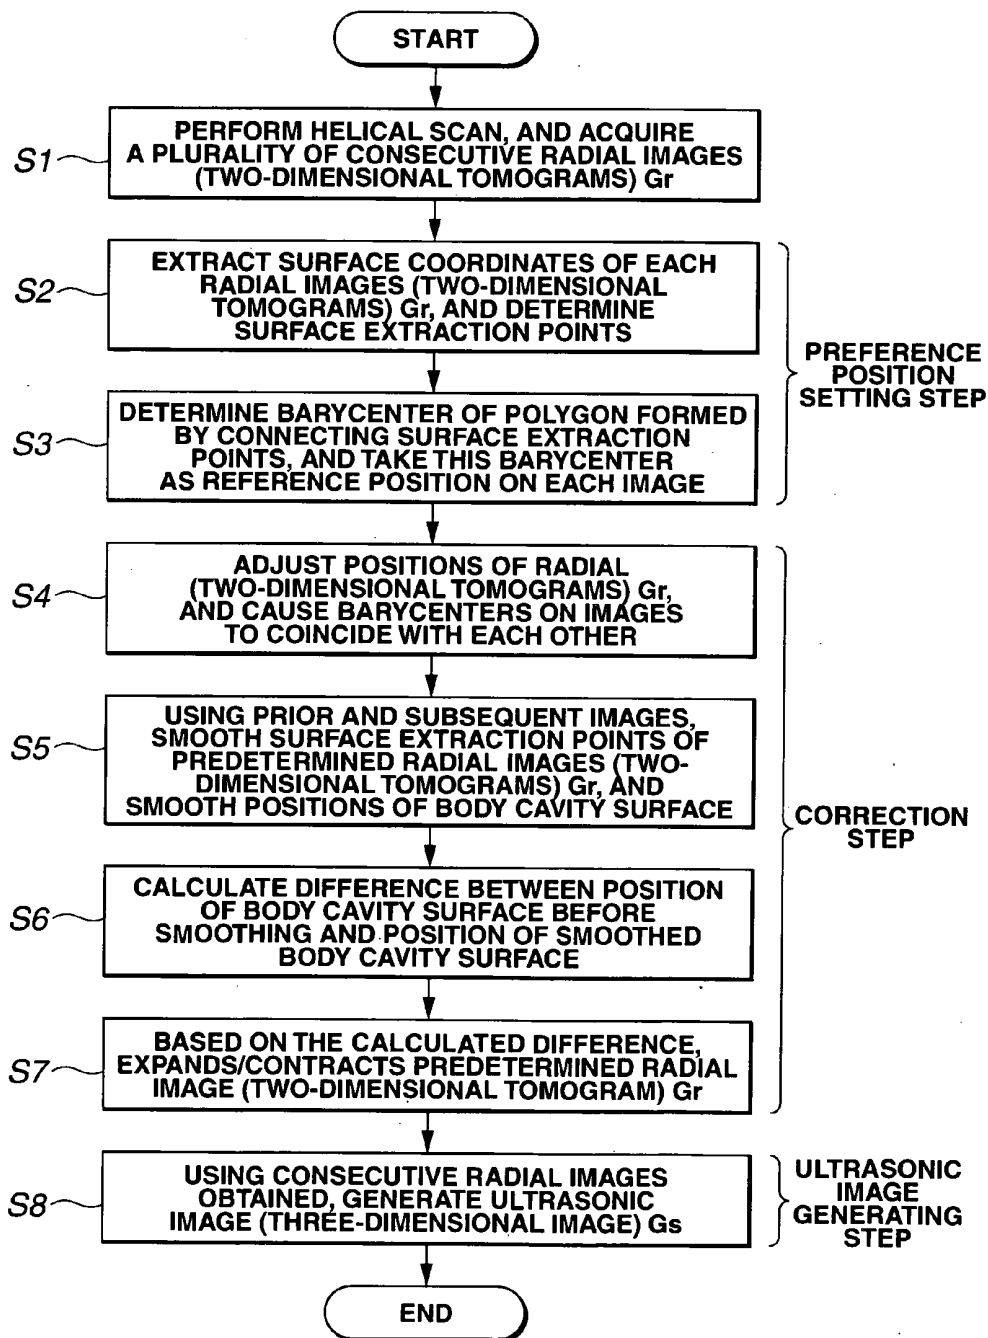 START
S1
PERFORM HELICAL SCAN, AND ACQUIRE
A PLURALITY OF CONSECUTIVE RADIAL IMAGES
(TWO-DIMENSIONAL TOMOGRAMS) Gr
S2
EXTRACT SURFACE COORDINATES OF EACH
RADIAL IMAGES (TWO-DIMENSIONAL
TOMOGRAMS) Gr, AND DETERMINE
SURFACE EXTRACTION POINTS
S3
DETERMINE BARYCENTER OF POLYGON FORMED
BY CONNECTING SURFACE EXTRACTION
POINTS, AND TAKE THIS BARYCENTER
AS REFERENCE POSITION ON EACH IMAGE
PREFERENCE
POSITION
SETTING STEP
S4
ADJUST POSITIONS OF RADIAL
(TWO-DIMENSIONAL TOMOGRAMS) Gr,
AND CAUSE BARYCENTERS ON IMAGES
TO COINCIDE WITH EACH OTHER
S5
USING PRIOR AND SUBSEQUENT IMAGES,
SMOOTH SURFACE EXTRACTION POINTS OF
PREDETERMINED RADIAL IMAGES (TWO-
DIMENSIONAL TOMOGRAMS) Gr, AND
SMOOTH POSITIONS OF BODY CAVITY SURFACE
S6
CALCULATE DIFFERENCE BETWEEN POSITION
OF BODY CAVITY SURFACE BEFORE
SMOOTHING AND POSITION OF SMOOTHED
BODY CAVITY SURFACE
S7
BASED ON THE CALCULATED DIFFERENCE,
EXPANDS/CONTRACTS PREDETERMINED RADIAL
IMAGE (TWO-DIMENSIONAL TOMOGRAM) Gr
CORRECTION
STEP
S8
USING CONSECUTIVE RADIAL IMAGES
OBTAINED, GENERATE ULTRASONIC
IMAGE (THREE-DIMENSIONAL IMAGE) Gs
ULTRASONIC
IMAGE
GENERATING
STEP
END